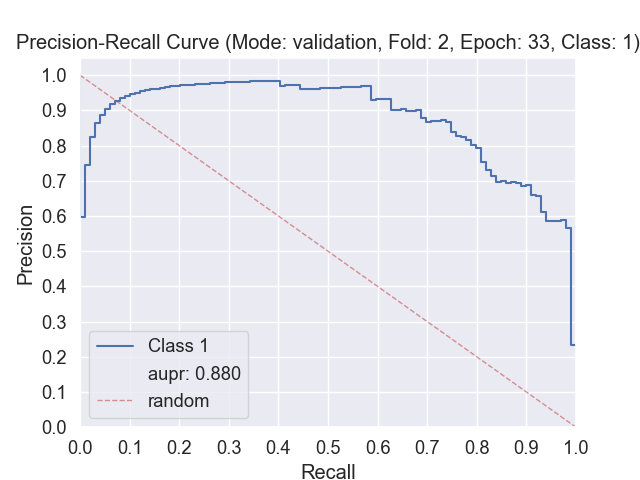 Precision-Recall Curve (Mode: validation, Fold: 2, Epoch: 33, Class: 1)
1.0
0.9
0.8
0.7
0.6
0.5
0.4
0.3
0.2
0.1
0.0
Precision
Class 1
aupr: 0.880
random
0.0 0.1 0.2 0.3 0.4 0.5 0.6 0.7 0.8 0.9 1.0
Recall